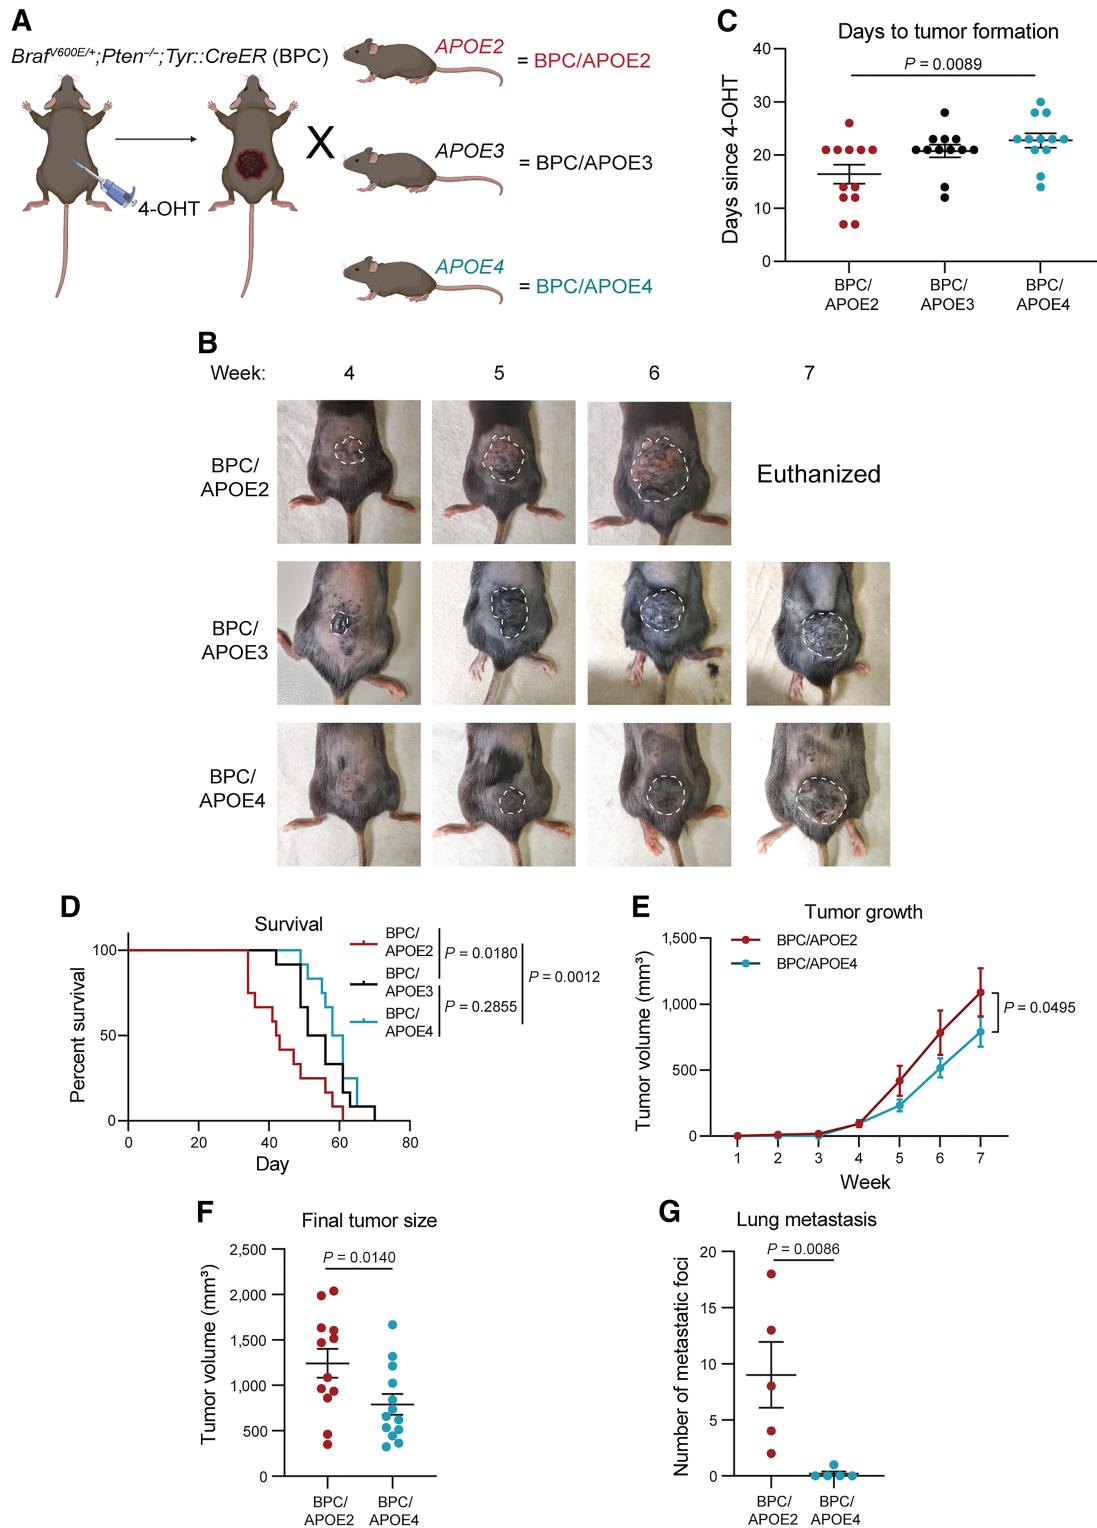 A
Braf^V600E/+;Pten^−/−;Tyr::CreER (BPC)
4-OHT
X
APOE2
= BPC/APOE2
APOE3
= BPC/APOE3
APOE4
= BPC/APOE4
C
Days to tumor formation
P = 0.0089
Days since 4-OHT
40
30
20
10
0
BPC/
APOE2
BPC/
APOE3
BPC/
APOE4
B
Week: 4 5 6 7
BPC/
APOE2
Euthanized
BPC/
APOE3
BPC/
APOE4
D
Survival
Percent survival
100
50
0
0 20 40 60 80
Day
BPC/
APOE2
BPC/
APOE3
BPC/
APOE4
P = 0.0180
P = 0.2855
P = 0.0012
E
Tumor growth
BPC/APOE2
BPC/APOE4
Tumor volume (mm³)
1,500
1,000
500
0
1 2 3 4 5 6 7
Week
P = 0.0495
F
Final tumor size
P = 0.0140
Tumor volume (mm³)
2,500
2,000
1,500
1,000
500
0
BPC/
APOE2
BPC/
APOE4
G
Lung metastasis
P = 0.0086
Number of metastatic foci
20
15
10
5
0
BPC/
APOE2
BPC/
APOE4